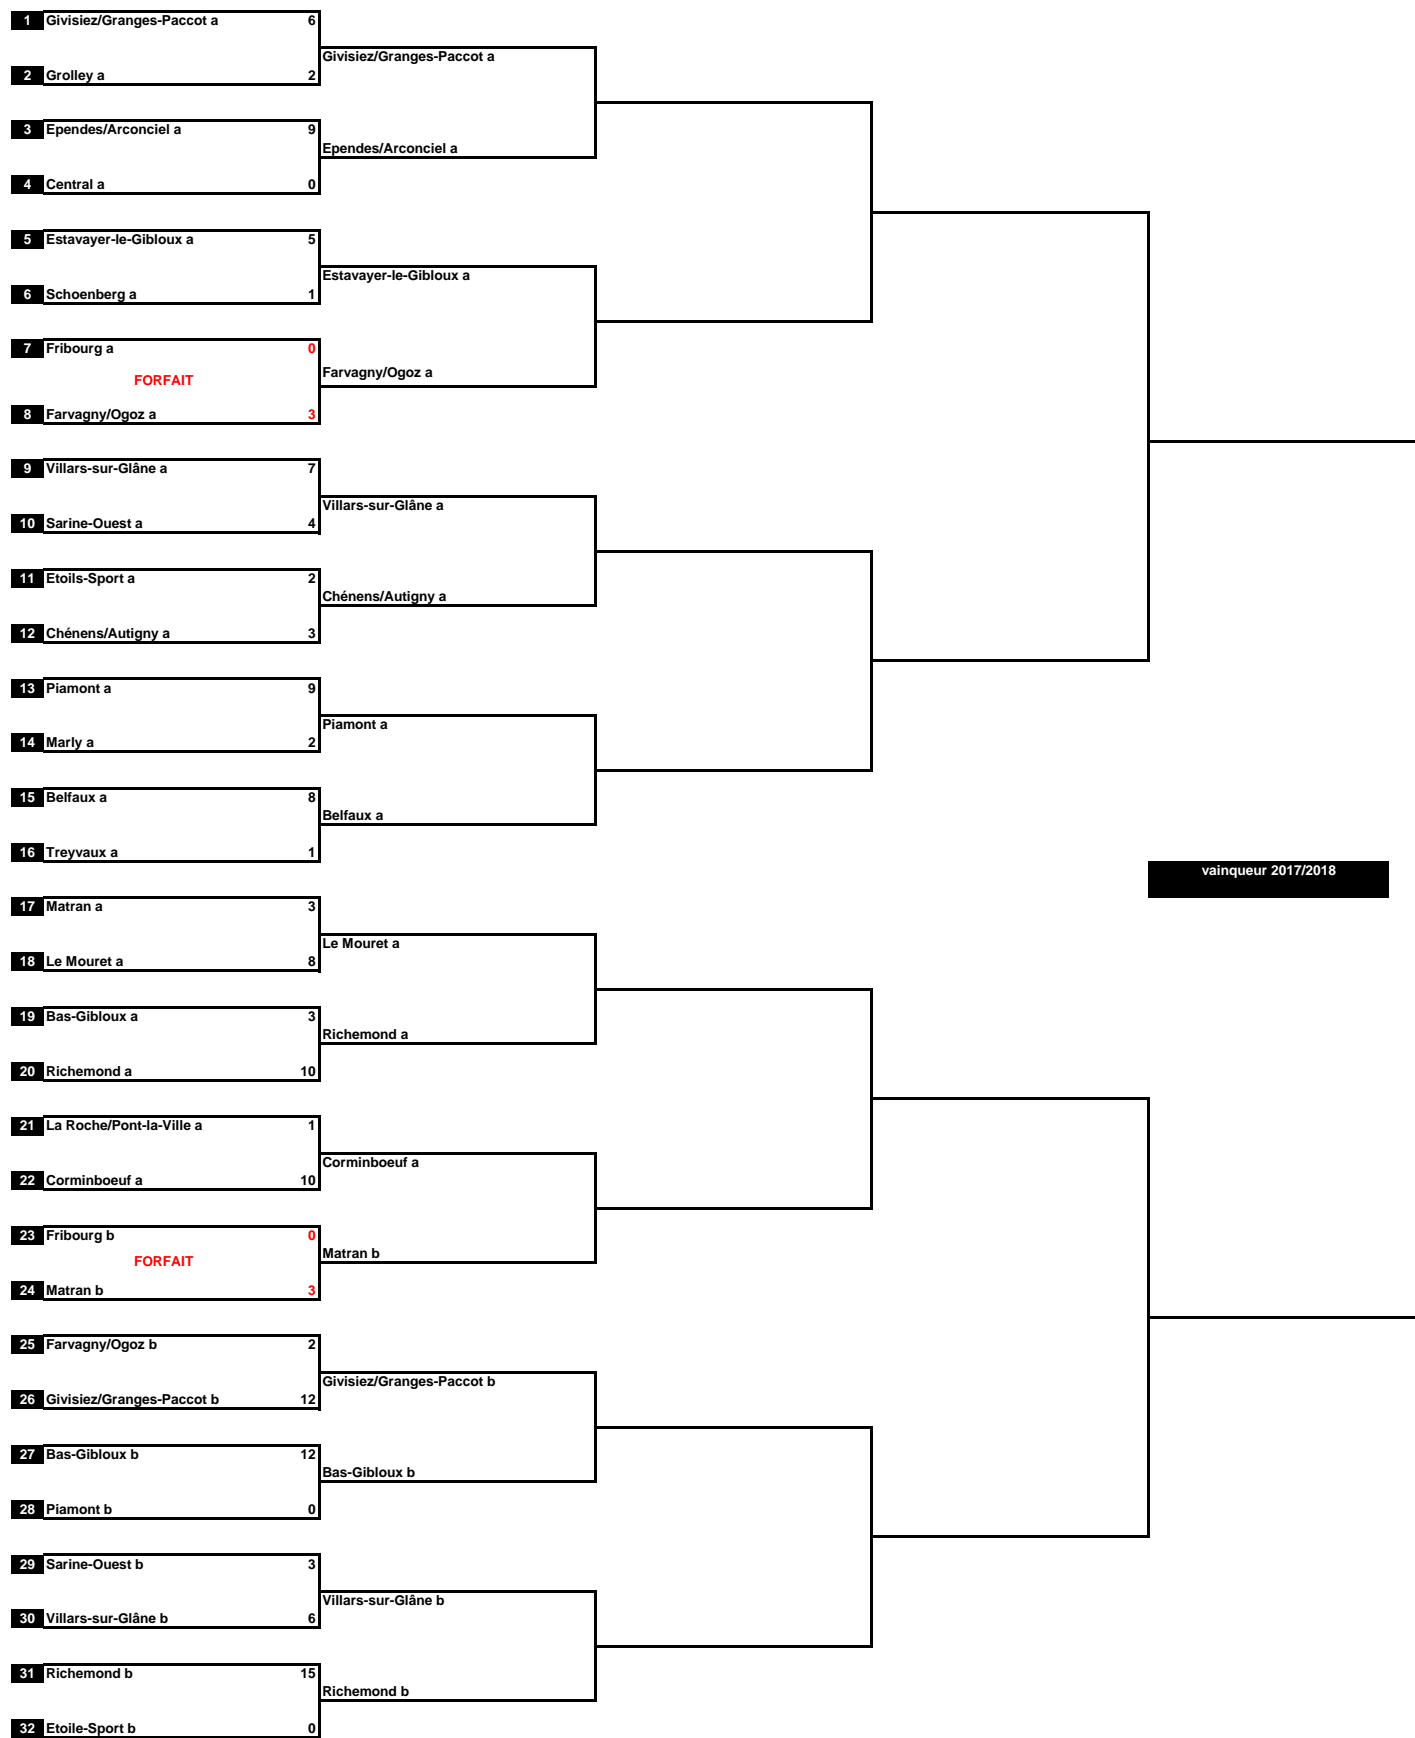 1 Givisiez/Granges-Paccot a 6
Givisiez/Granges-Paccot a
2 Grolley a 2
3 Ependes/Arconciel a 9
Ependes/Arconciel a
4 Central a 0
5 Estavayer-le-Gibloux a 5
Estavayer-le-Gibloux a
6 Schoenberg a 1
7 Fribourg a 0
Farvagny/Ogoz a
FORFAIT
8 Farvagny/Ogoz a 3
9 Villars-sur-Glâne a 7
Villars-sur-Glâne a
10 Sarine-Ouest a 4
11 Etoils-Sport a 2
Chénens/Autigny a
12 Chénens/Autigny a 3
13 Piamont a 9
Piamont a
14 Marly a 2
15 Belfaux a 8
Belfaux a
16 Treyvaux a 1
vainqueur 2017/2018
17 Matran a 3
Le Mouret a
18 Le Mouret a 8
19 Bas-Gibloux a 3
Richemond a
20 Richemond a 10
21 La Roche/Pont-la-Ville a 1
Corminboeuf a
22 Corminboeuf a 10
23 Fribourg b 0
Matran b
FORFAIT
24 Matran b 3
25 Farvagny/Ogoz b 2
Givisiez/Granges-Paccot b
26 Givisiez/Granges-Paccot b 12
27 Bas-Gibloux b 12
Bas-Gibloux b
28 Piamont b 0
29 Sarine-Ouest b 3
Villars-sur-Glâne b
30 Villars-sur-Glâne b 6
31 Richemond b 15
Richemond b
32 Etoile-Sport b 0